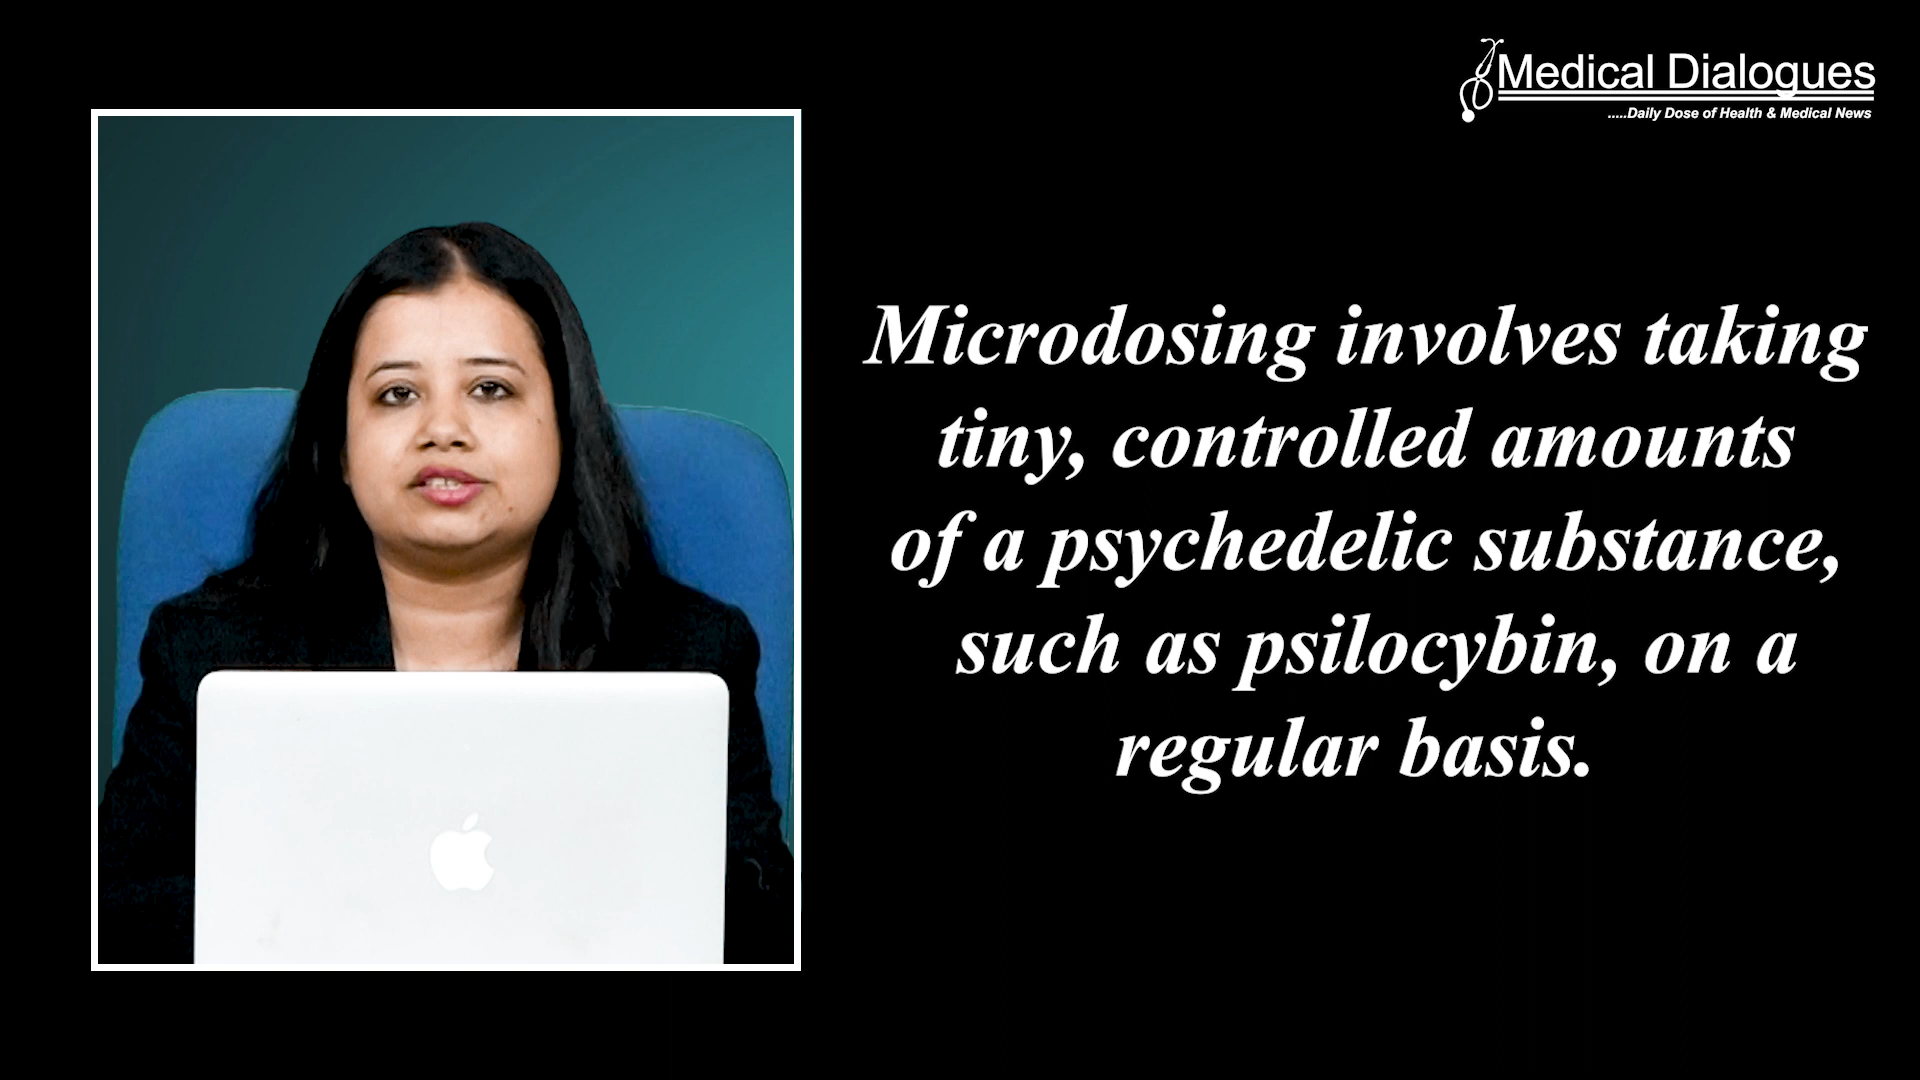 Medical Dialogues
.....Daily Dose of Health & Medical News
Microdosing involves taking
tiny, controlled amounts
of a psychedelic substance,
such as psilocybin, on a
regular basis.